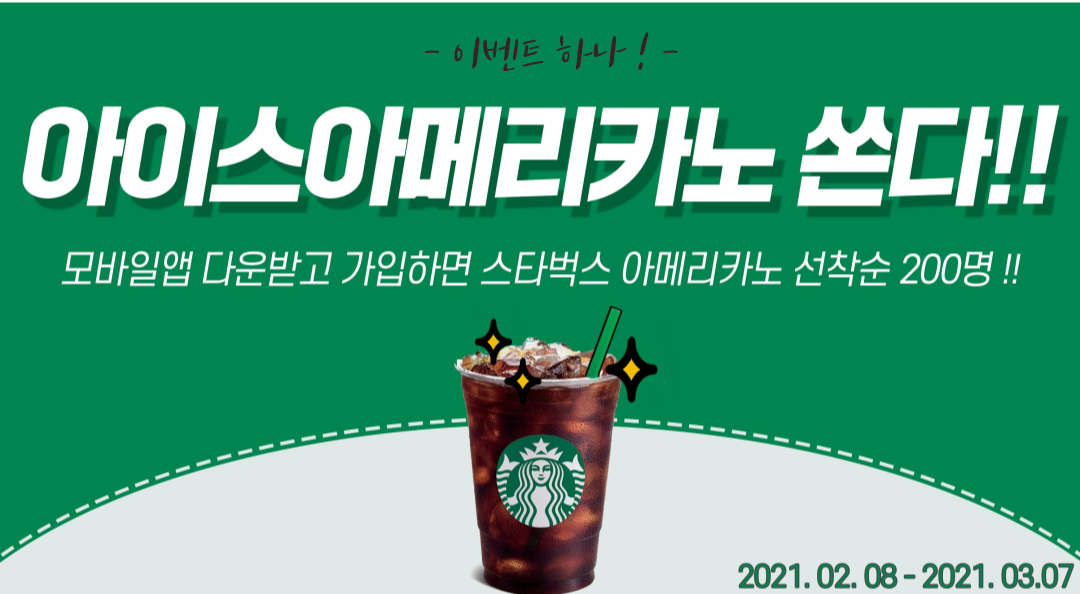 - 이벤트 하나! -
아이스아메리카노 쏜다!!
모바일앱 다운받고 가입하면 스타벅스 아메리카노 선착순 200명 !!
2021. 02. 08 - 2021. 03.07